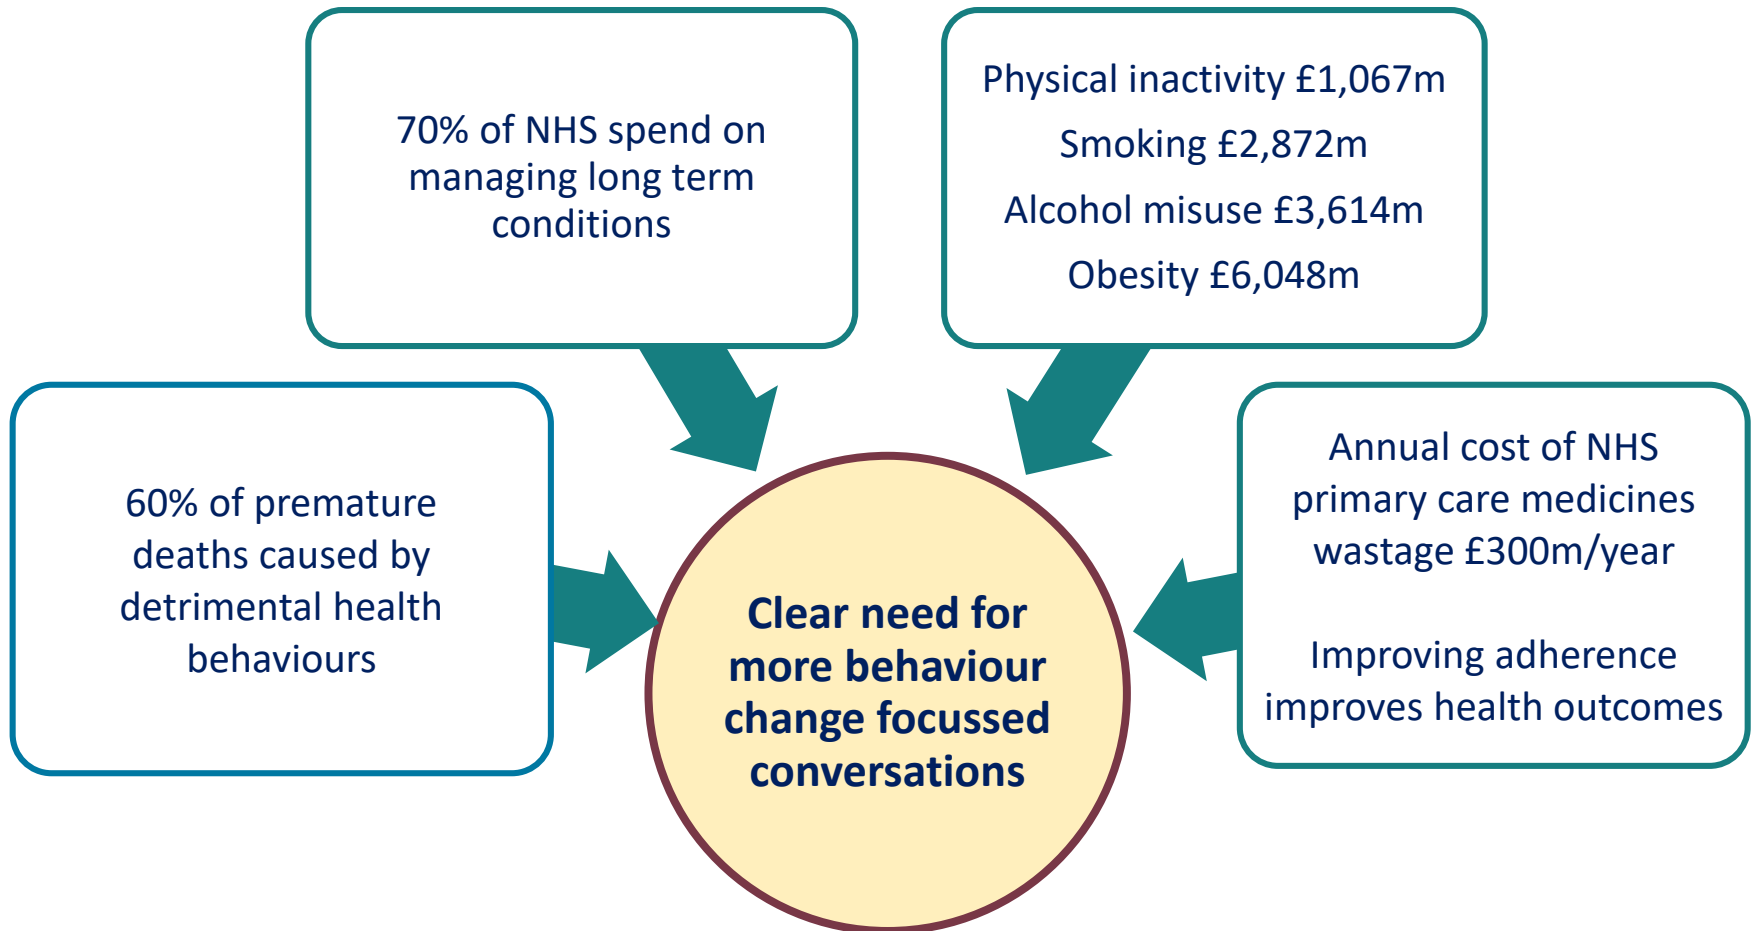 70% of NHS spend on
managing long term
conditions
Physical inactivity £1,067m
Smoking £2,872m
Alcohol misuse £3,614m
Obesity £6,048m
60% of premature
deaths caused by
detrimental health
behaviours
Annual cost of NHS
primary care medicines
wastage £300m/year
Improving adherence
improves health outcomes
Clear need for
more behaviour
change focussed
conversations